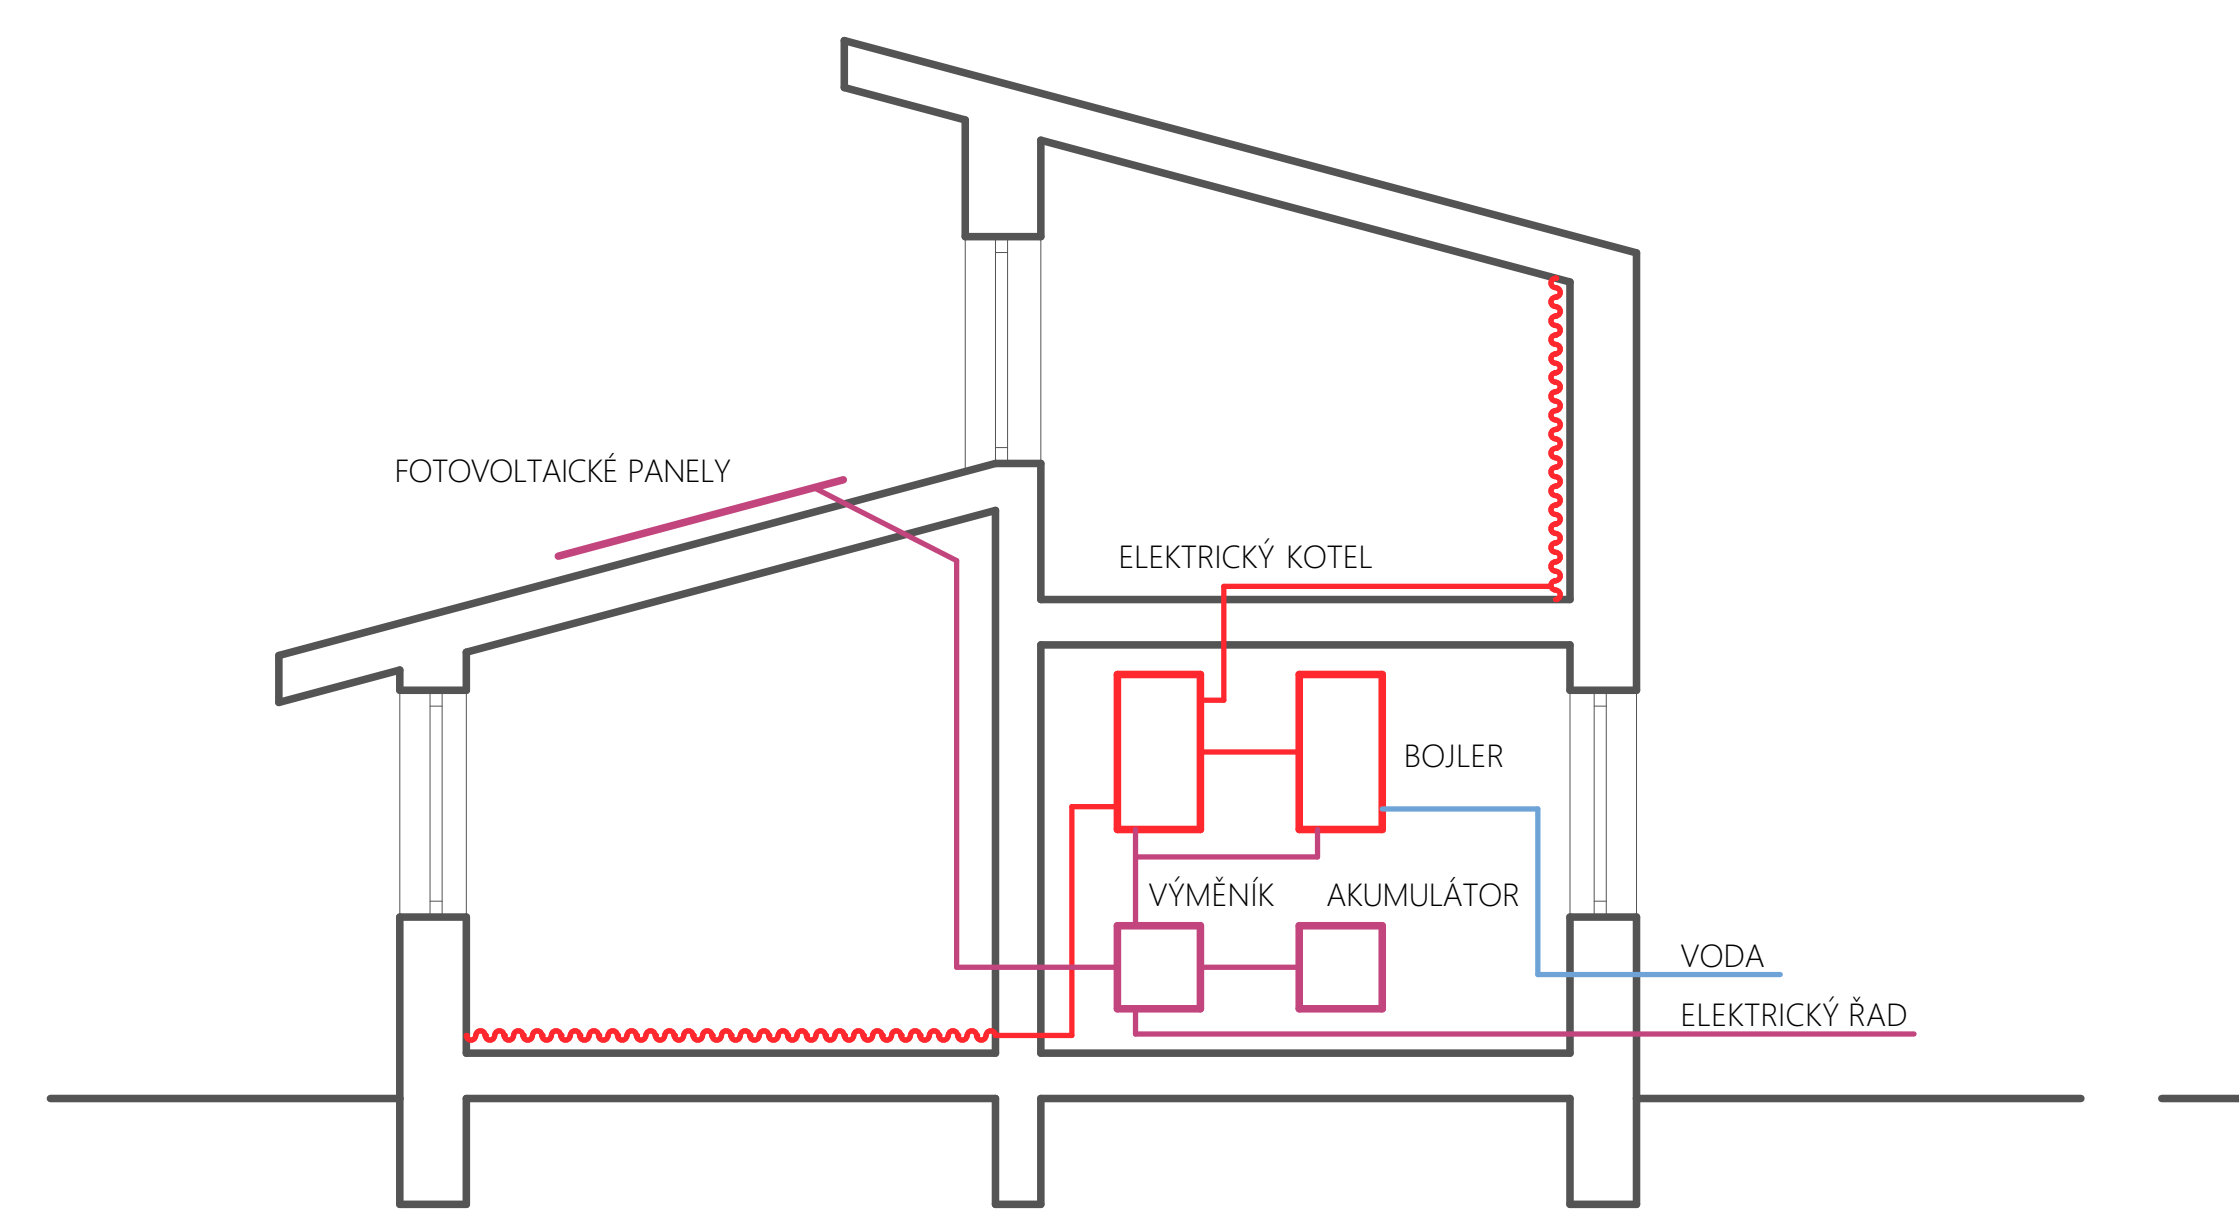 FOTOVOLTAICKÉ PANELY
ELEKTRICKÝ KOTEL
BOJLER
VÝMĚNÍK
AKUMULÁTOR
VODA
ELEKTRICKÝ ŘAD